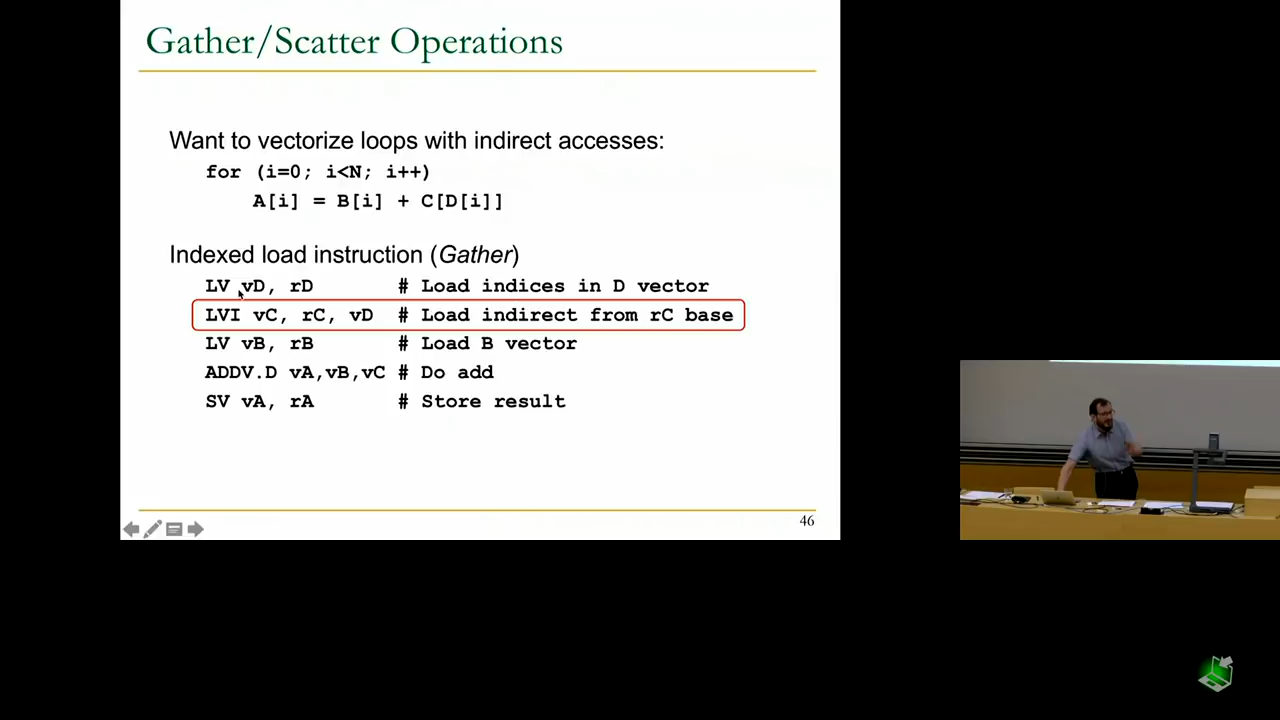 Gather/Scatter Operations
Want to vectorize loops with indirect accesses:
for (i=0; i<N; i++)
A[i] = B[i] + C[D[i]]
Indexed load instruction (Gather)
LV vD, rD # Load indices in D vector
LVI vC, rC, vD # Load indirect from rC base
LV vB, rB # Load B vector
ADDV.D vA,vB,vC # Do add
SV vA, rA # Store result
46